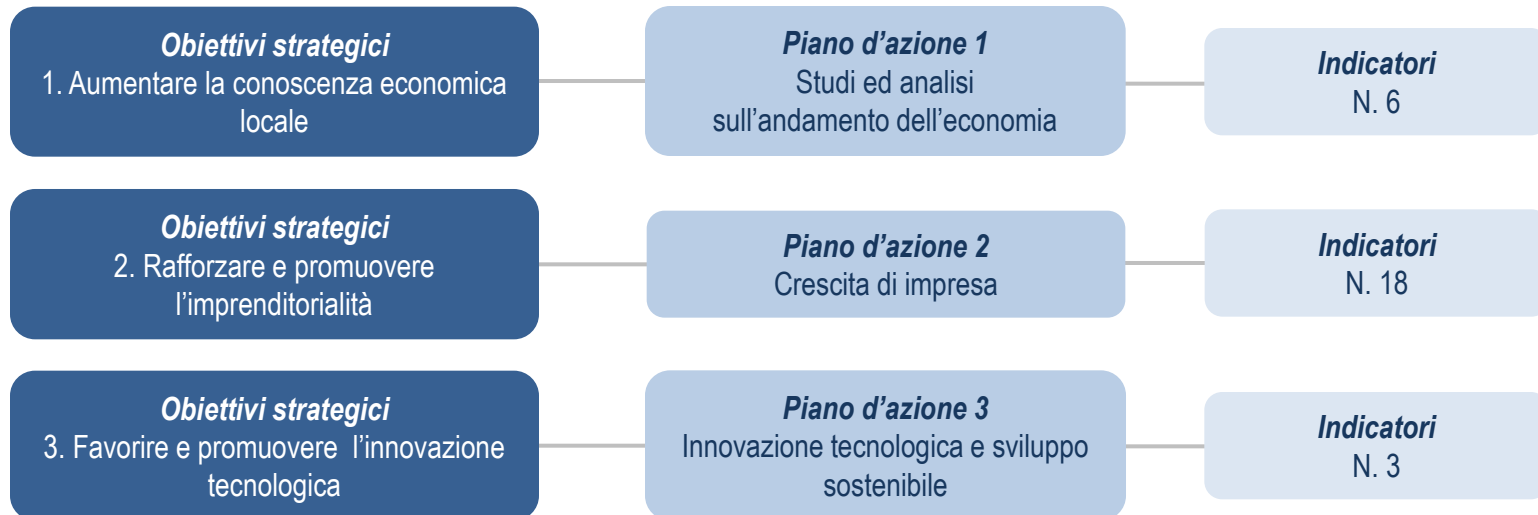 Obiettivi strategici
1. Aumentare la conoscenza economica
locale
Piano d’azione 1
Studi ed analisi
sull’andamento dell’economia
Indicatori
N. 6
Obiettivi strategici
2. Rafforzare e promuovere
l’imprenditorialità
Piano d’azione 2
Crescita di impresa
Indicatori
N. 18
Obiettivi strategici
3. Favorire e promuovere  l’innovazione
tecnologica
Piano d’azione 3
Innovazione tecnologica e sviluppo
sostenibile
Indicatori
N. 3